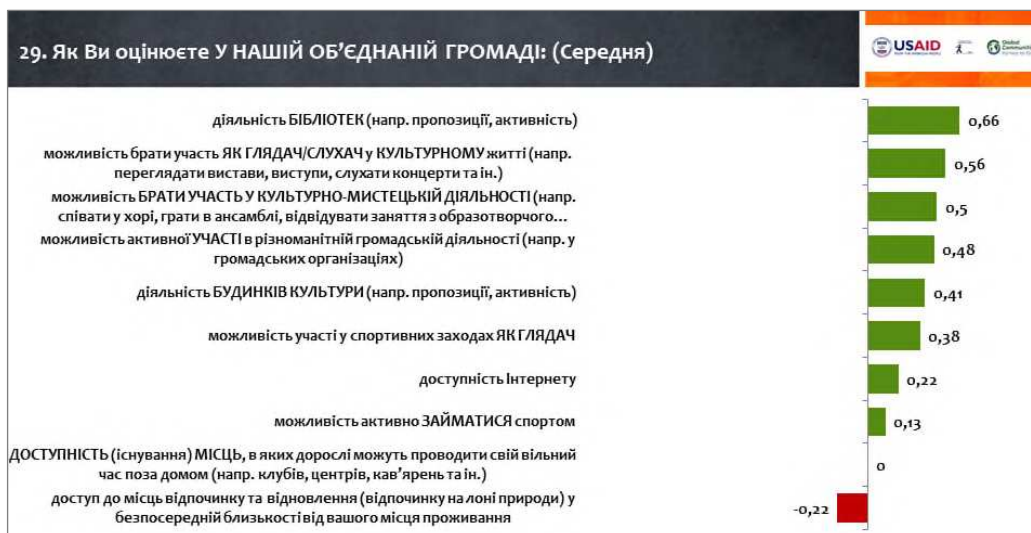 29. Як Ви оцінюєте У НАШІЙ ОБ’ЄДНАНІЙ ГРОМАДІ: (Середня)
USAID
Global
діяльність БІБЛІОТЕК (напр. пропозиції, активність)
0,66
можливість брати участь ЯК ГЛЯДАЧ/СЛУХАЧ у КУЛЬТУРНОМУ житті (напр.
переглядати вистави, виступи, слухати концерти та ін.)
0,56
можливість БРАТИ УЧАСТЬ У КУЛЬТУРНО-МИСТЕЦЬКІЙ ДІЯЛЬНОСТІ (напр.
співати у хорі, грати в ансамблі, відвідувати заняття з образотворчого...
0,5
можливість активної УЧАСТІ в різноманітній громадській діяльності (напр. у
громадських організаціях)
0,48
діяльність БУДИНКІВ КУЛЬТУРИ (напр. пропозиції, активність)
0,41
можливість участі у спортивних заходах ЯК ГЛЯДАЧ
0,38
доступність Інтернету
0,22
можливість активно ЗАЙМАТИСЯ спортом
0,13
ДОСТУПНІСТЬ (існування) МІСЦЬ, в яких дорослі можуть проводити свій вільний
час поза домом (напр. клубів, центрів, кав’ярень та ін.)
0
доступ до місць відпочинку та відновлення (відпочинку на лоні природи) у
безпосередній близькості від вашого місця проживання
-0,22